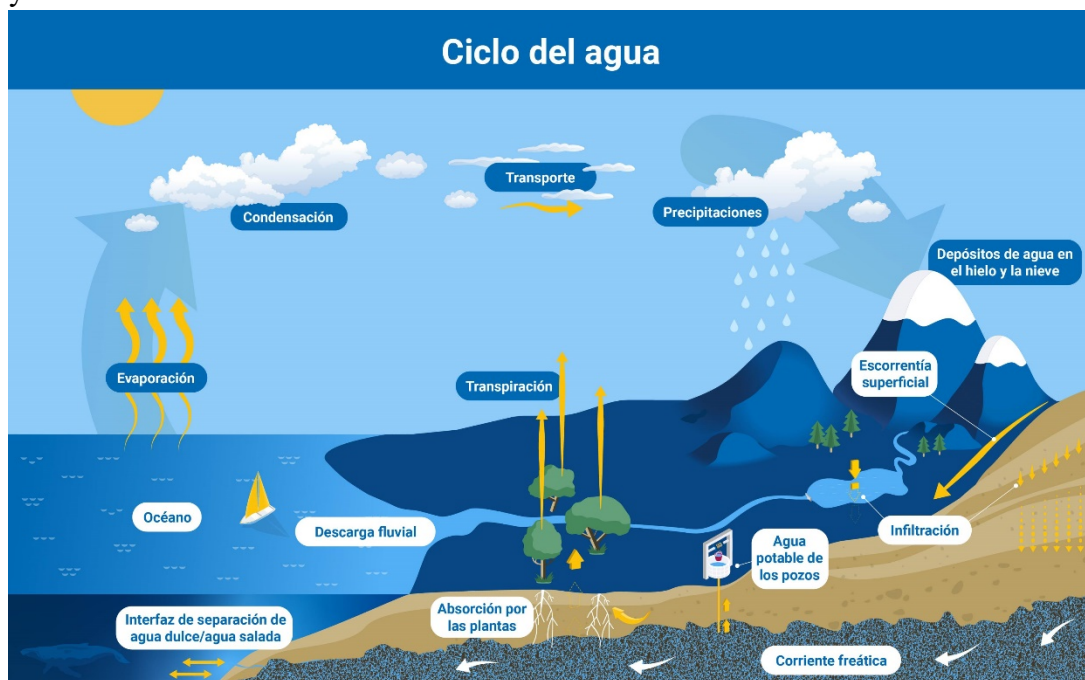 Ciclo del agua
Condensación
Transporte
Precipitaciones
Depósitos de agua en
el hielo y la nieve
Evaporación
Transpiración
Escorrentía
superficial
Océano
Descarga fluvial
Agua
potable de
los pozos
Infiltración
Interfaz de separación de
agua dulce/agua salada
Absorción por
las plantas
Corriente freática